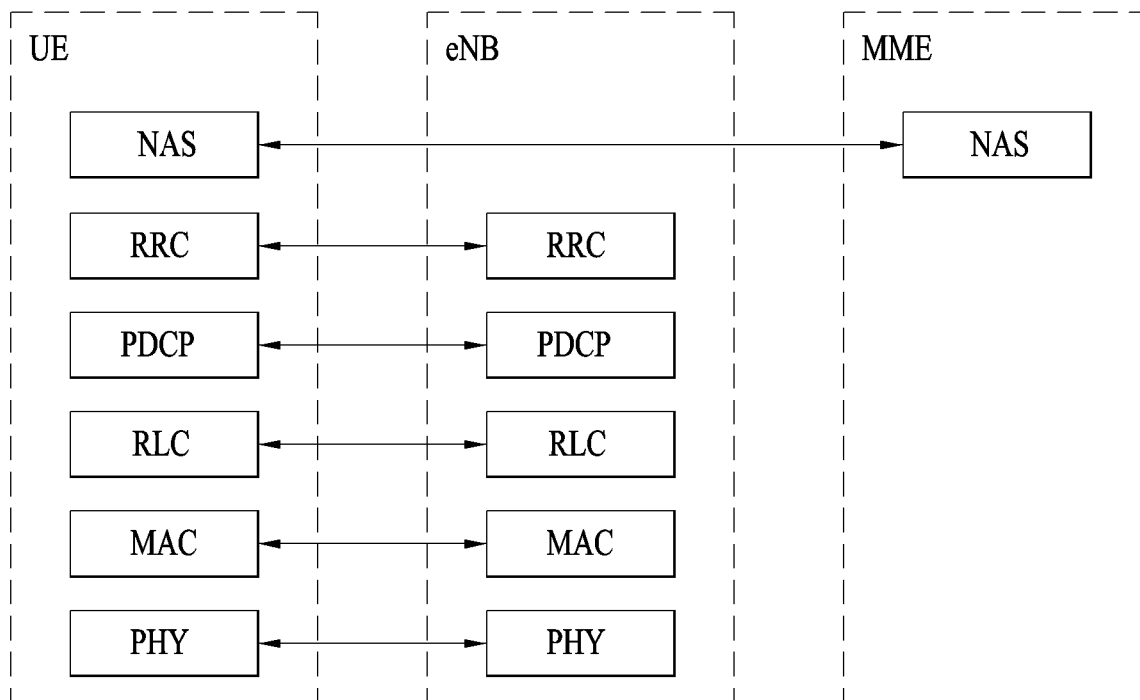 UE eNB MME
NAS NAS
RRC RRC
PDCP PDCP
RLC RLC
MAC MAC
PHY PHY